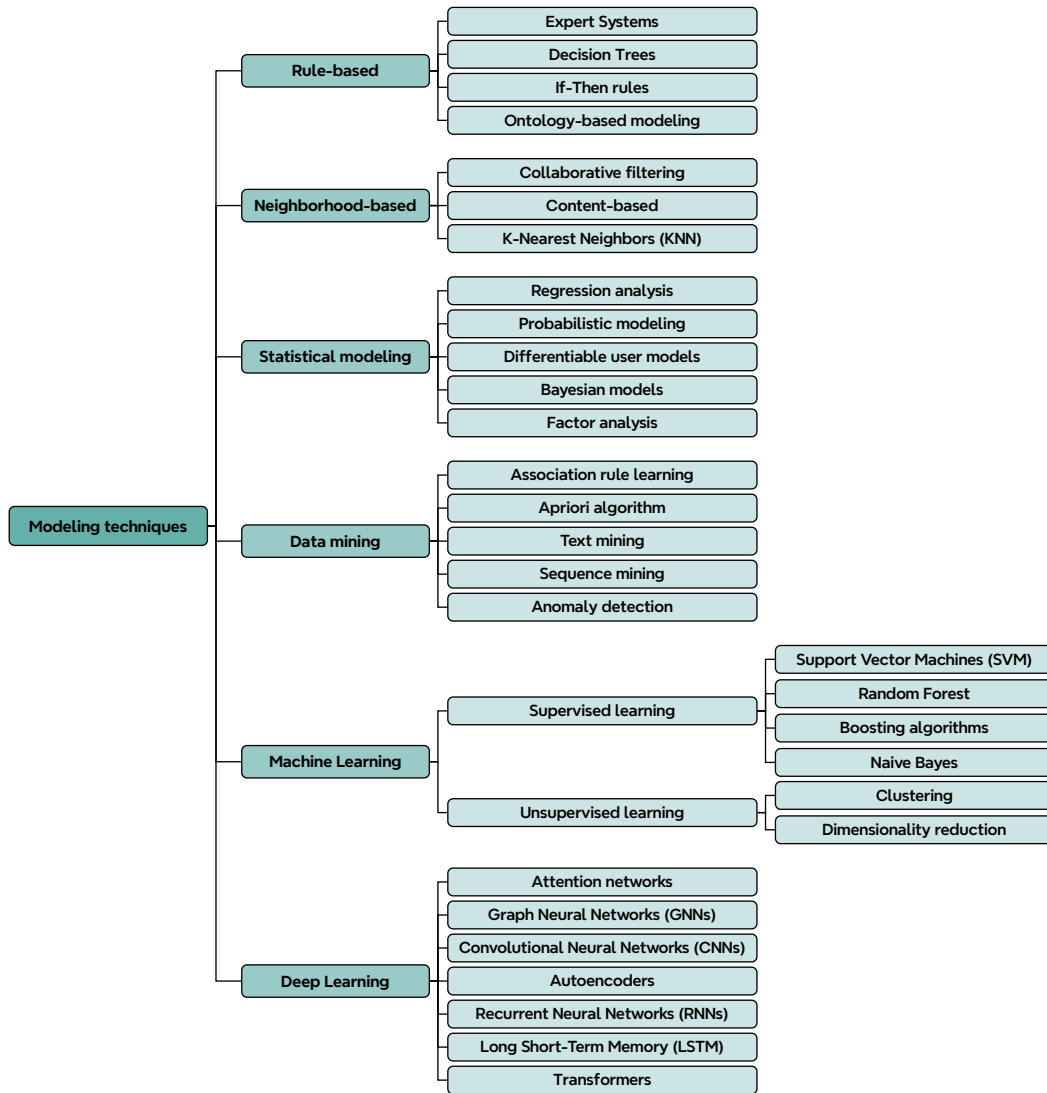 Modeling techniques
Rule-based
Expert Systems
Decision Trees
If-Then rules
Ontology-based modeling
Neighborhood-based
Collaborative filtering
Content-based
K-Nearest Neighbors (KNN)
Statistical modeling
Regression analysis
Probabilistic modeling
Differentiable user models
Bayesian models
Factor analysis
Data mining
Association rule learning
Apriori algorithm
Text mining
Sequence mining
Anomaly detection
Machine Learning
Supervised learning
Support Vector Machines (SVM)
Random Forest
Boosting algorithms
Naive Bayes
Unsupervised learning
Clustering
Dimensionality reduction
Deep Learning
Attention networks
Graph Neural Networks (GNNs)
Convolutional Neural Networks (CNNs)
Autoencoders
Recurrent Neural Networks (RNNs)
Long Short-Term Memory (LSTM)
Transformers